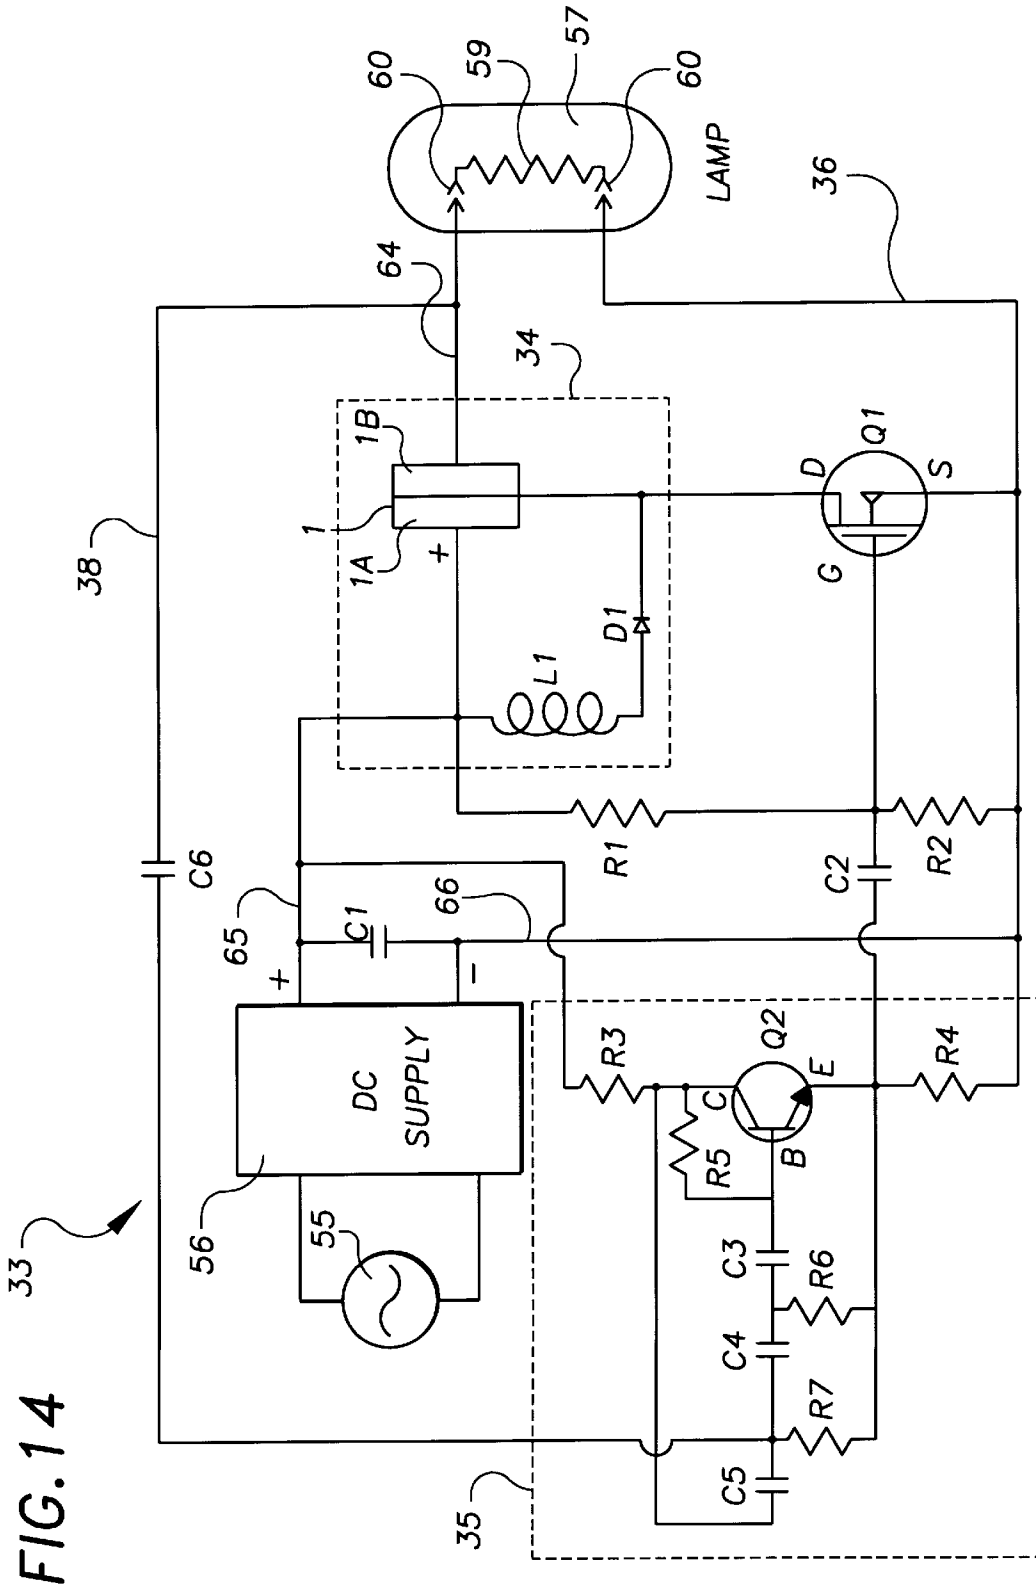 FIG. 14
33
38
C6
56
55
DC
SUPPLY
+
-
65
C1
66
64
60
59
57
60
LAMP
36
34
1
1A
1B
+
L1
D1
R1
R2
C2
G
D
S
Q1
35
R3
R4
R5
C
B
E
Q2
C3
C4
C5
R6
R7